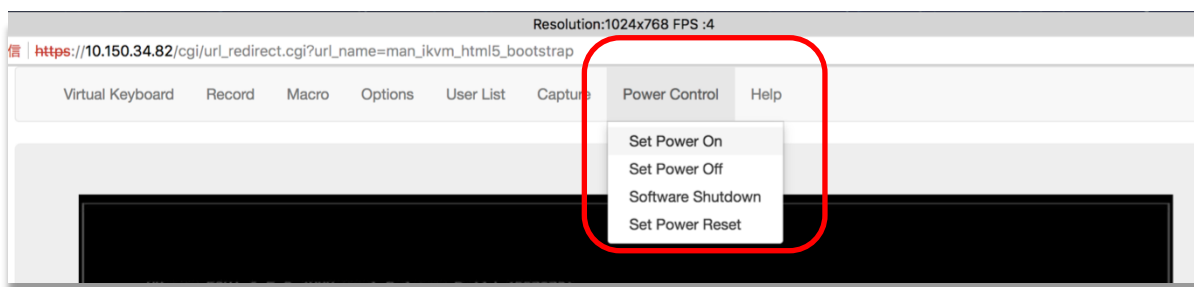 Resolution:1024x768 FPS :4
信 https://10.150.34.82/cgi/url_redirect.cgi?url_name=man_ikvm_html5_bootstrap
Virtual Keyboard Record Macro Options User List Capture Power Control Help
Set Power On
Set Power Off
Software Shutdown
Set Power Reset